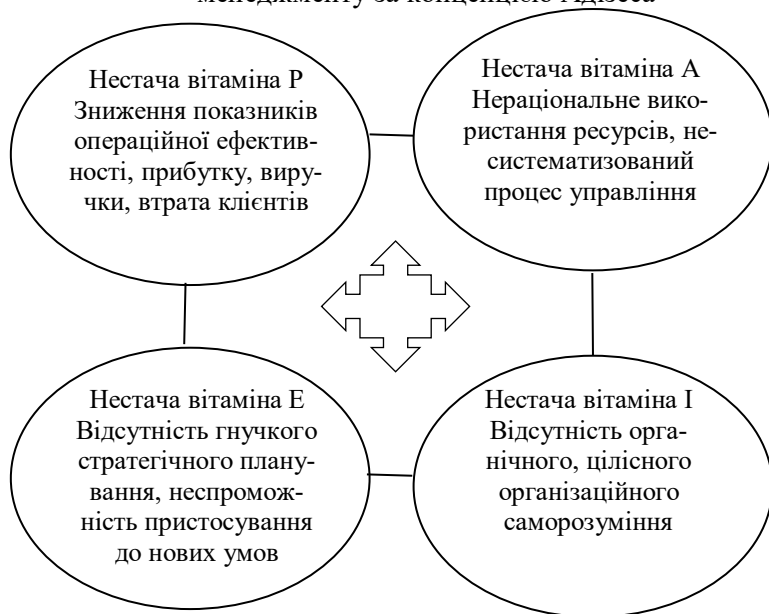 менеджменту за концепцією Адізеса
Нестача вітаміна P
Зниження показників
операційної ефектив-
ності, прибутку, виру-
чки, втрата клієнтів
Нестача вітаміна A
Нераціональне вико-
ристання ресурсів, не-
систематизований
процес управління
Нестача вітаміна E
Відсутність гнучкого
стратегічного плану-
вання, неспромож-
ність пристосування
до нових умов
Нестача вітаміна I
Відсутність орга-
нічного, цілісного
організаційного
саморозуміння